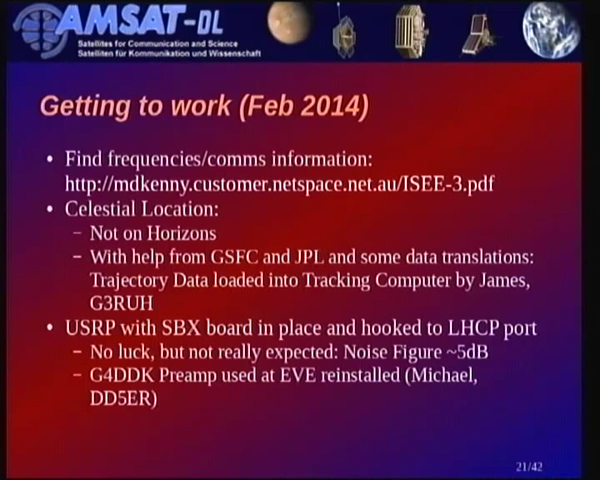 AMSAT-DL
Satellites for Communication and Science
Satelliten für Kommunikation und Wissenschaft
Getting to work (Feb 2014)
• Find frequencies/comms information:
http://mdkenny.customer.netspace.net.au/ISEE-3.pdf
• Celestial Location:
– Not on Horizons
– With help from GSFC and JPL and some data translations:
Trajectory Data loaded into Tracking Computer by James,
G3RUH
• USRP with SBX board in place and hooked to LHCP port
– No luck, but not really expected: Noise Figure ~5dB
– G4DDK Preamp used at EVE reinstalled (Michael,
DD5ER)
21/42